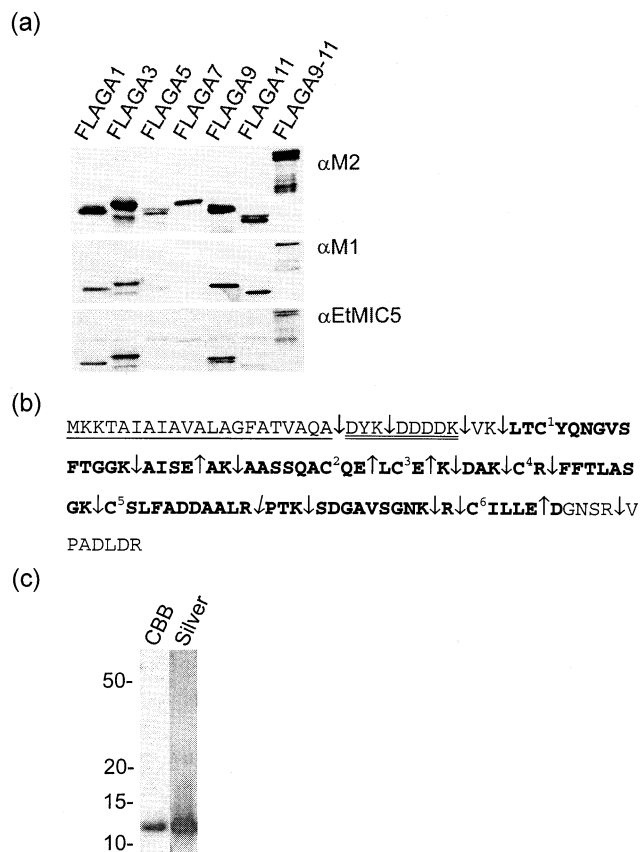 (a)
FLAGA1 FLAGA3 FLAGA5 FLAGA7 FLAGA9 FLAGA11 FLAGA9-11
αM2
αM1
αEtMIC5
(b)
MKKTAIAIAVALAGFATVAQA↓DYK↓DDDDK↓VK↓LTC¹YQNGVS
FTGGK↓AISE↑AK↓AASSQAC²QE↑LC³E↑K↓DAK↓C⁴R↓FFTLAS
GK↓C⁵SLFADDAALR↓PTK↓SDGAVSGNK↓R↓C⁶ILLE↑DGNSR↓V
PADLDR
(c)
CBB Silver
50-
20-
15-
10-